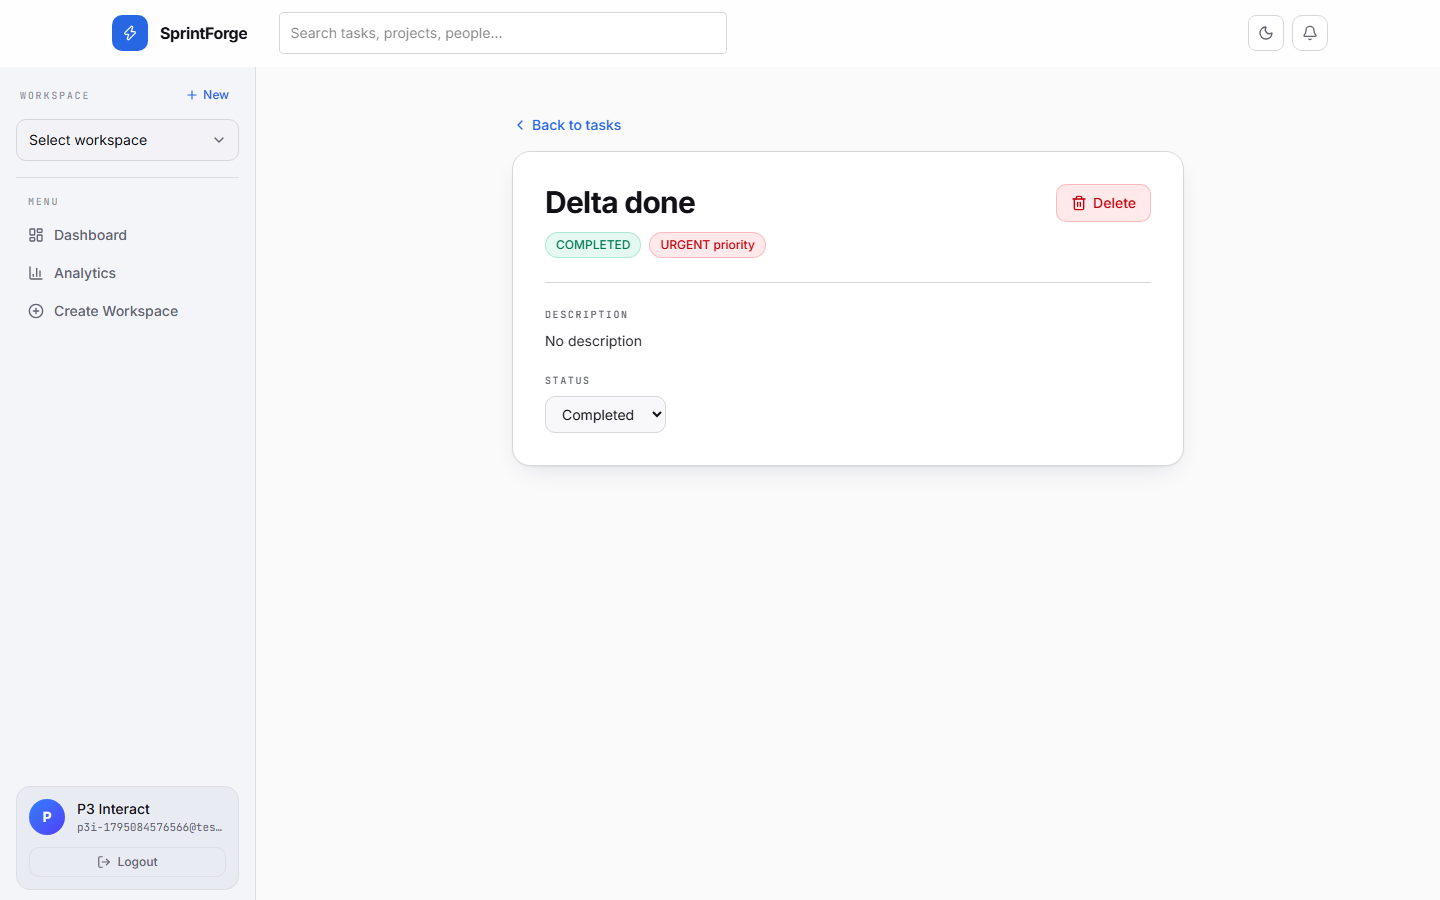 SprintForge
Search tasks, projects, people...
WORKSPACE
New
Select workspace
MENU
Dashboard
Analytics
Create Workspace
Back to tasks
Delta done
Delete
COMPLETED
URGENT priority
DESCRIPTION
No description
STATUS
Completed
P
P3 Interact
p3i-1795084576566@tes…
Logout